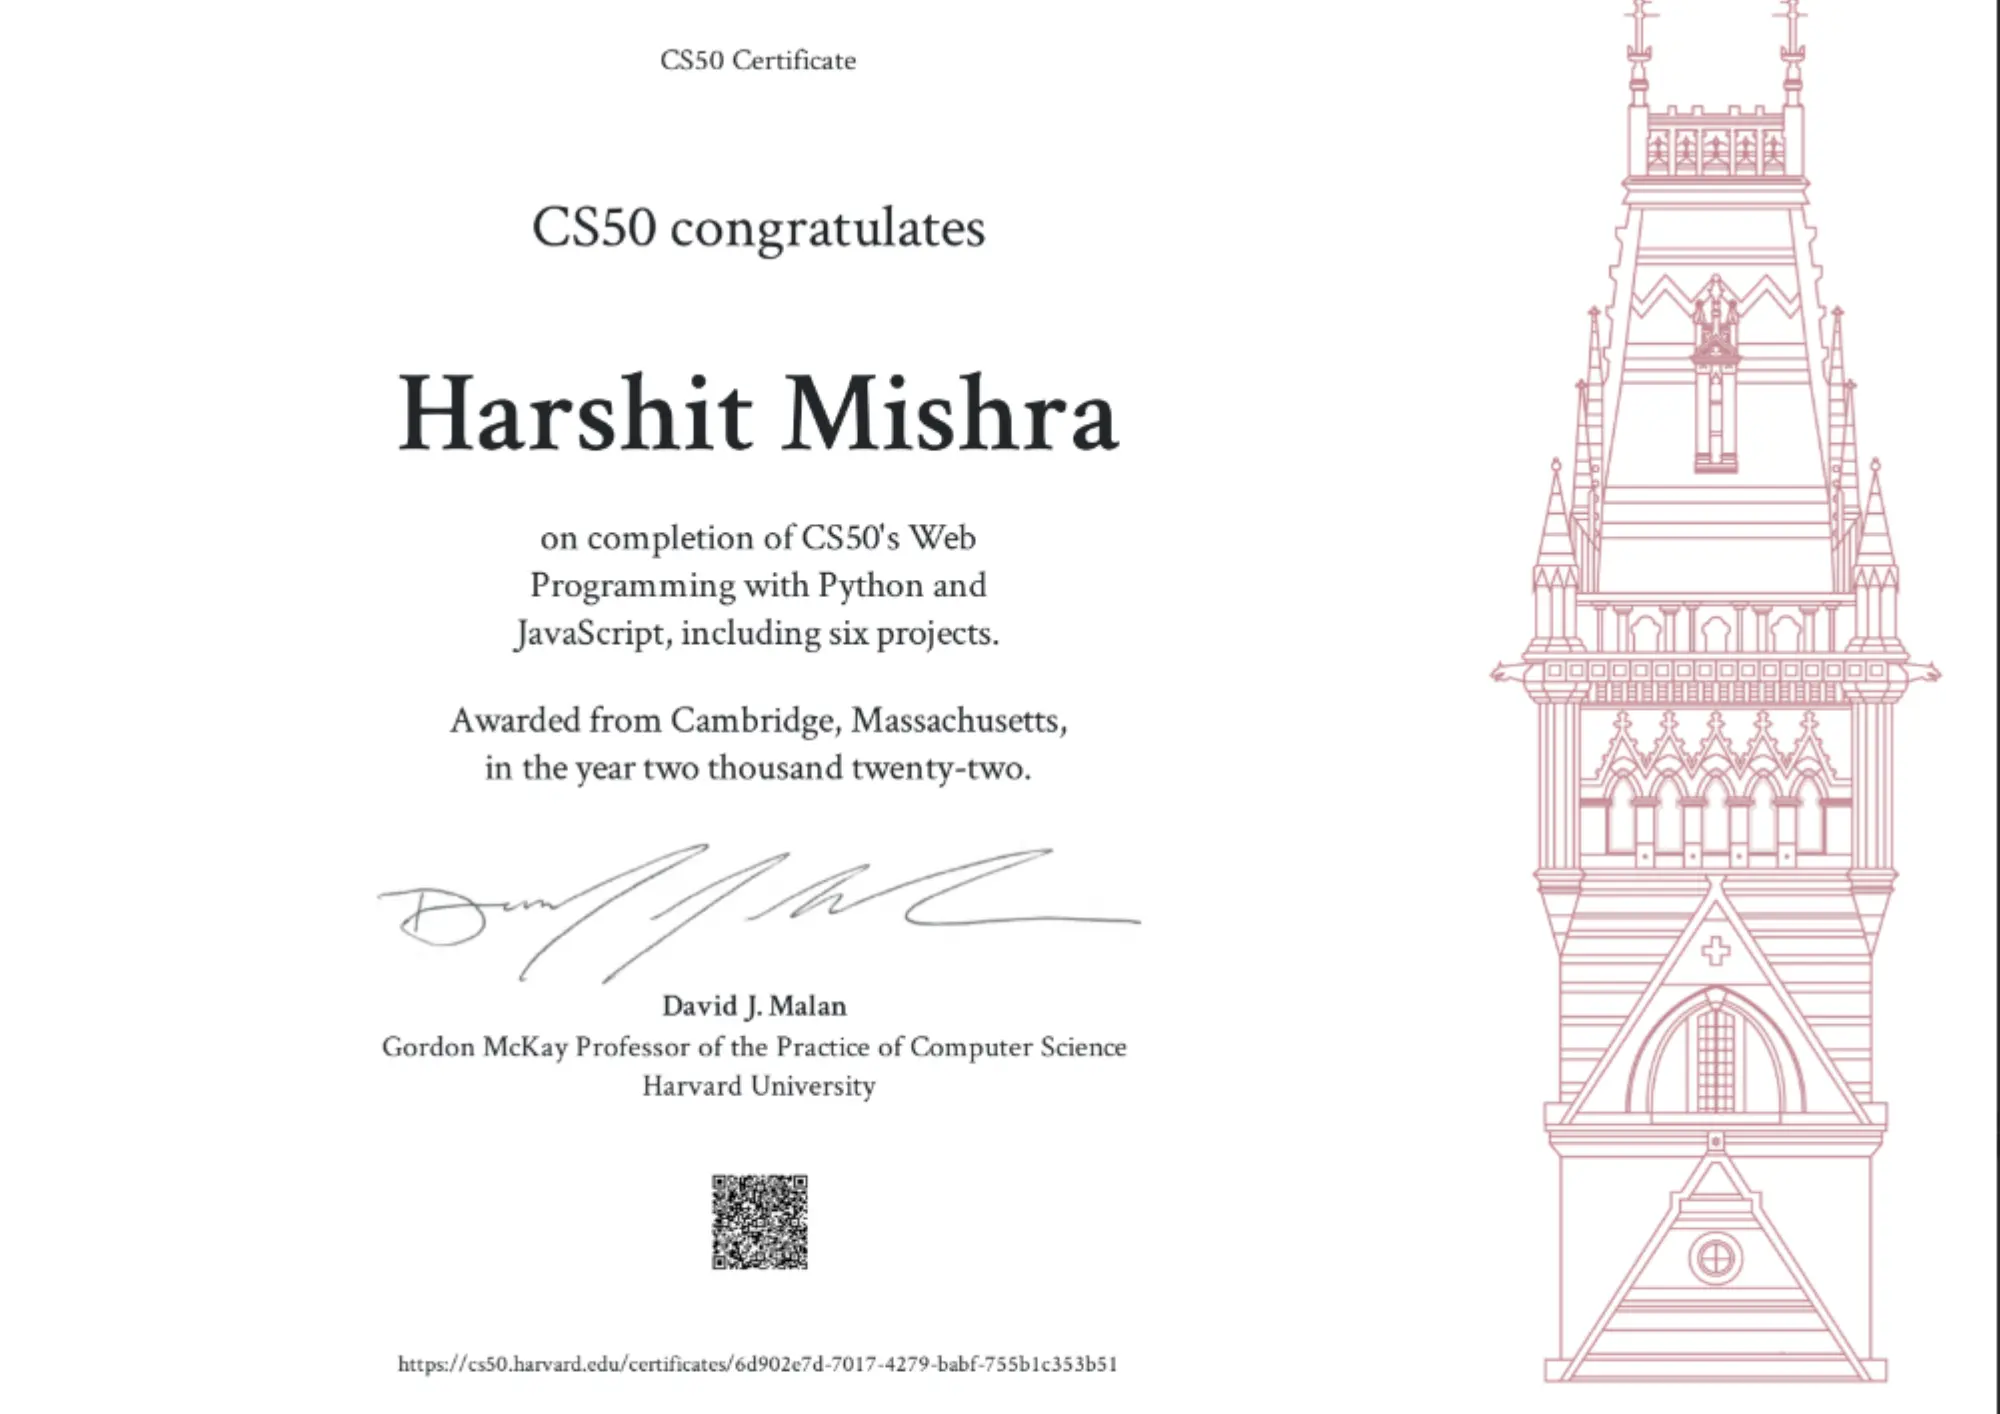 CS50 Certificate
CS50 congratulates
Harshit Mishra
on completion of CS50's Web
Programming with Python and
JavaScript, including six projects.
Awarded from Cambridge, Massachusetts,
in the year two thousand twenty-two.
David J. Malan
Gordon McKay Professor of the Practice of Computer Science
Harvard University
https://cs50.harvard.edu/certificates/6d902e7d-7017-4279-babf-755b1c353b51